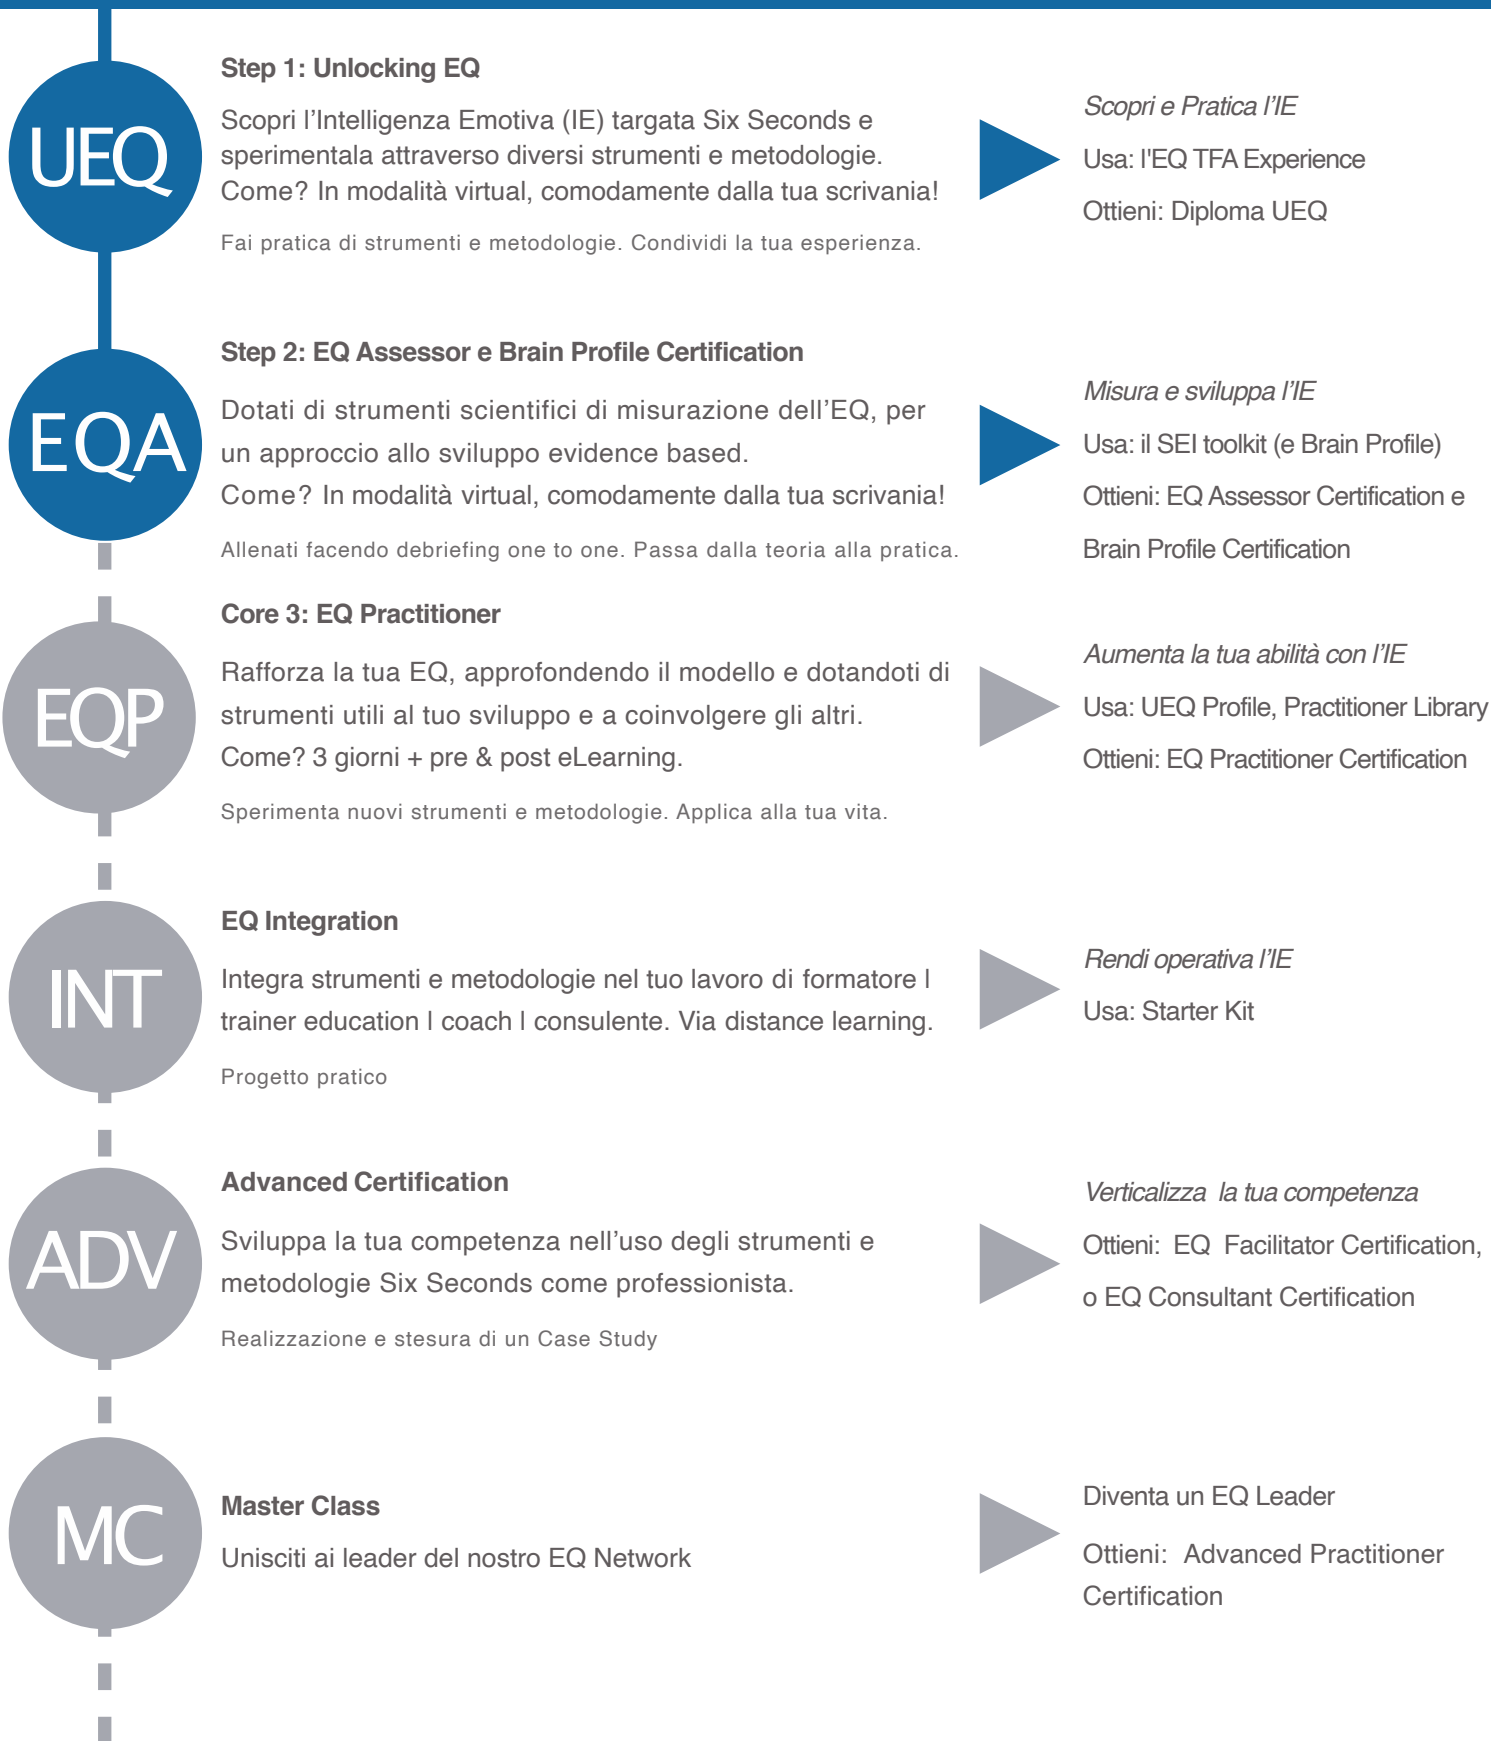 UEQ
Step 1: Unlocking EQ
Scopri l’Intelligenza Emotiva (IE) targata Six Seconds e
sperimentala attraverso diversi strumenti e metodologie.
Come? In modalità virtual, comodamente dalla tua scrivania!
Fai pratica di strumenti e metodologie. Condividi la tua esperienza.
Scopri e Pratica l’IE
Usa: l'EQ TFA Experience
Ottieni: Diploma UEQ
EQA
Step 2: EQ Assessor e Brain Profile Certification
Dotati di strumenti scientifici di misurazione dell’EQ, per
un approccio allo sviluppo evidence based.
Come? In modalità virtual, comodamente dalla tua scrivania!
Allenati facendo debriefing one to one. Passa dalla teoria alla pratica.
Misura e sviluppa l’IE
Usa: il SEI toolkit (e Brain Profile)
Ottieni: EQ Assessor Certification e
Brain Profile Certification
EQP
Core 3: EQ Practitioner
Rafforza la tua EQ, approfondendo il modello e dotandoti di
strumenti utili al tuo sviluppo e a coinvolgere gli altri.
Come? 3 giorni + pre & post eLearning.
Sperimenta nuovi strumenti e metodologie. Applica alla tua vita.
Aumenta la tua abilità con l’IE
Usa: UEQ Profile, Practitioner Library
Ottieni: EQ Practitioner Certification
INT
EQ Integration
Integra strumenti e metodologie nel tuo lavoro di formatore l
trainer education l coach l consulente. Via distance learning.
Progetto pratico
Rendi operativa l’IE
Usa: Starter Kit
ADV
Advanced Certification
Sviluppa la tua competenza nell’uso degli strumenti e
metodologie Six Seconds come professionista.
Realizzazione e stesura di un Case Study
Verticalizza la tua competenza
Ottieni: EQ Facilitator Certification,
o EQ Consultant Certification
MC
Master Class
Unisciti ai leader del nostro EQ Network
Diventa un EQ Leader
Ottieni: Advanced Practitioner
Certification